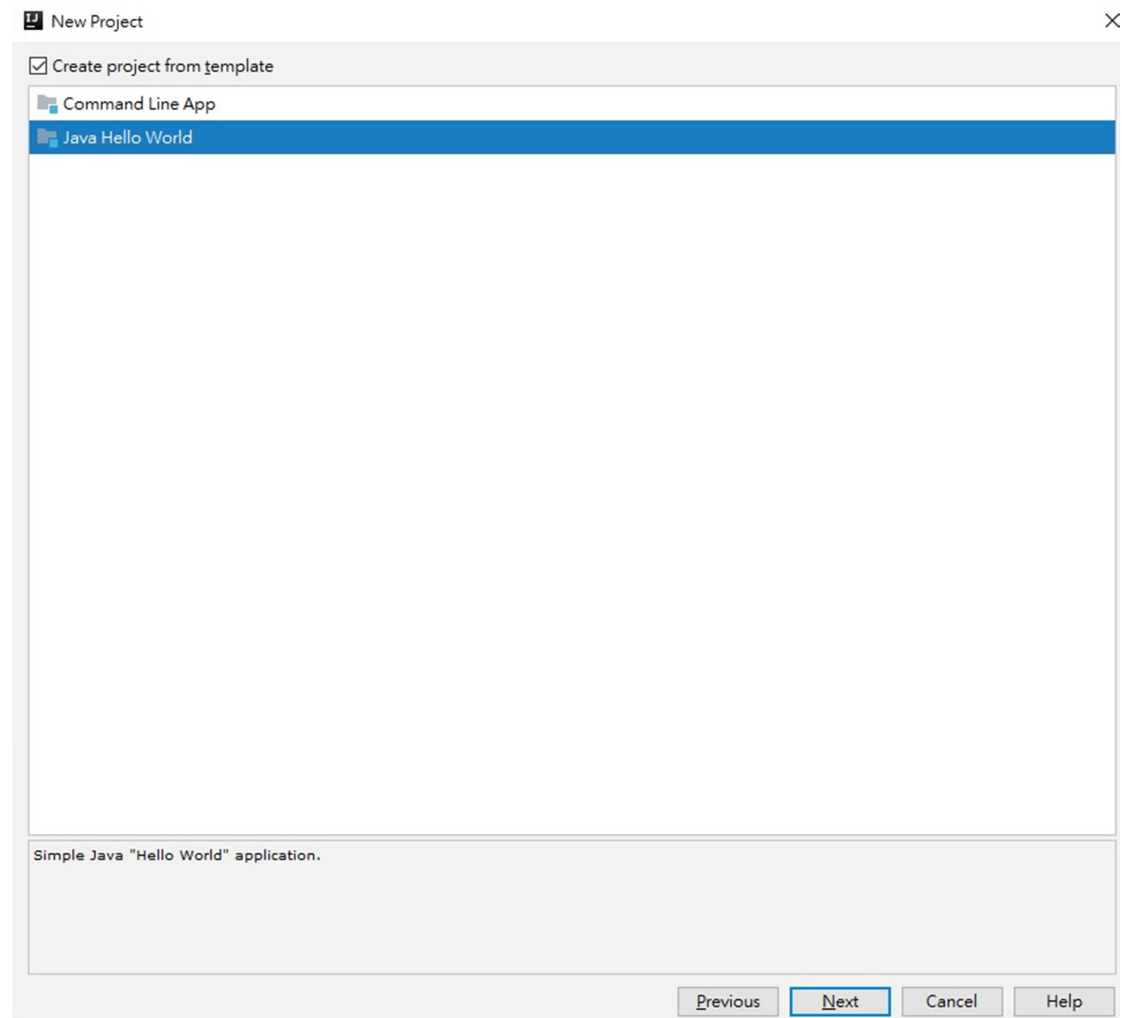 IJ New Project
Create project from template
Command Line App
Java Hello World
Simple Java "Hello World" application.
Previous Next Cancel Help